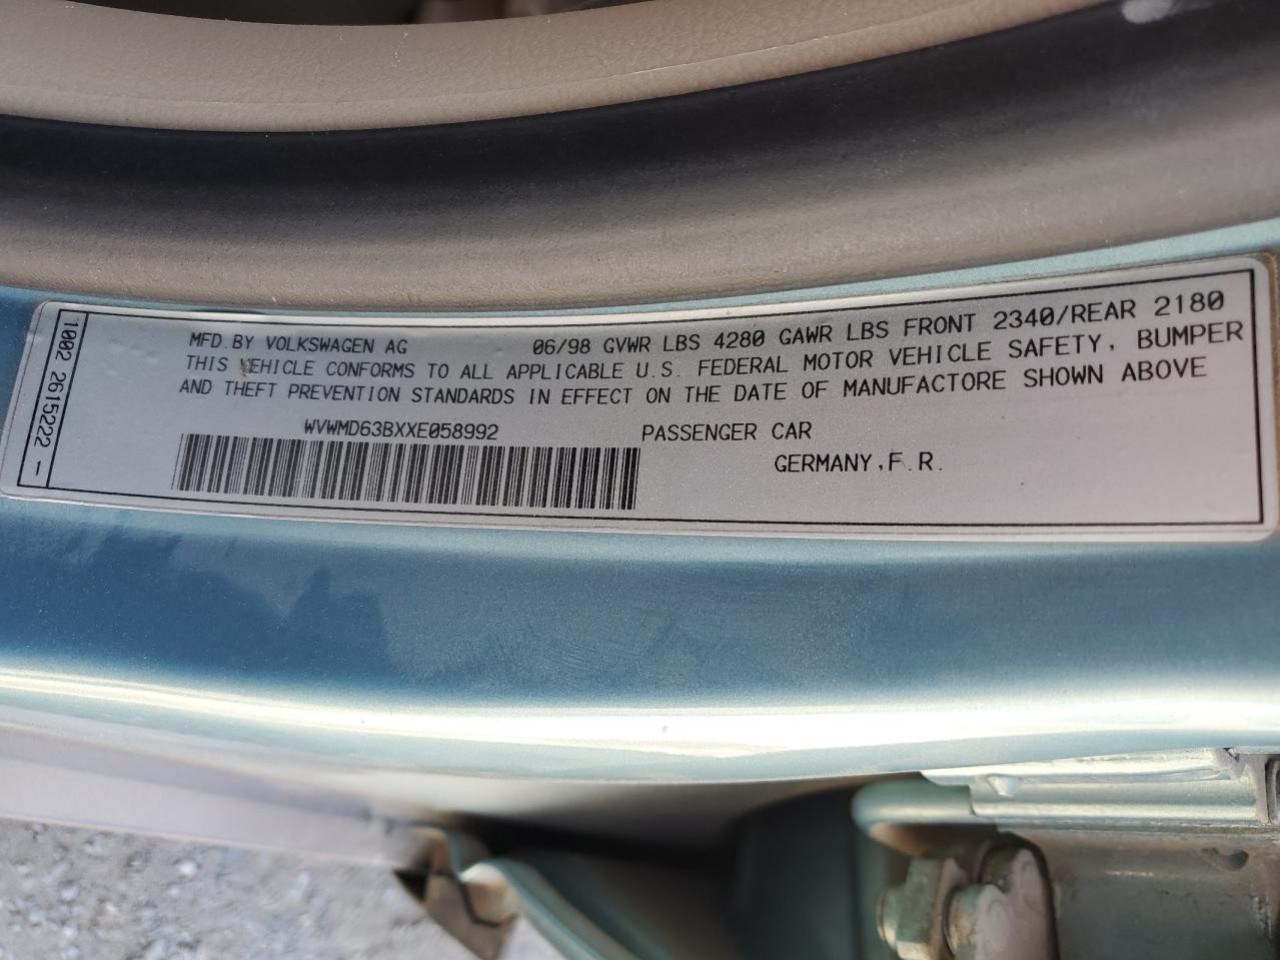 MFD.BY VOLKSWAGEN AG 06/98 GVWR LBS 4280 GAWR LBS FRONT 2340/REAR 2180
THIS VEHICLE CONFORMS TO ALL APPLICABLE U.S. FEDERAL MOTOR VEHICLE SAFETY, BUMPER
AND THEFT PREVENTION STANDARDS IN EFFECT ON THE DATE OF MANUFACTORE SHOWN ABOVE
WVWMD63BXXE058992 PASSENGER CAR
GERMANY,F.R.
1002 2615222 –